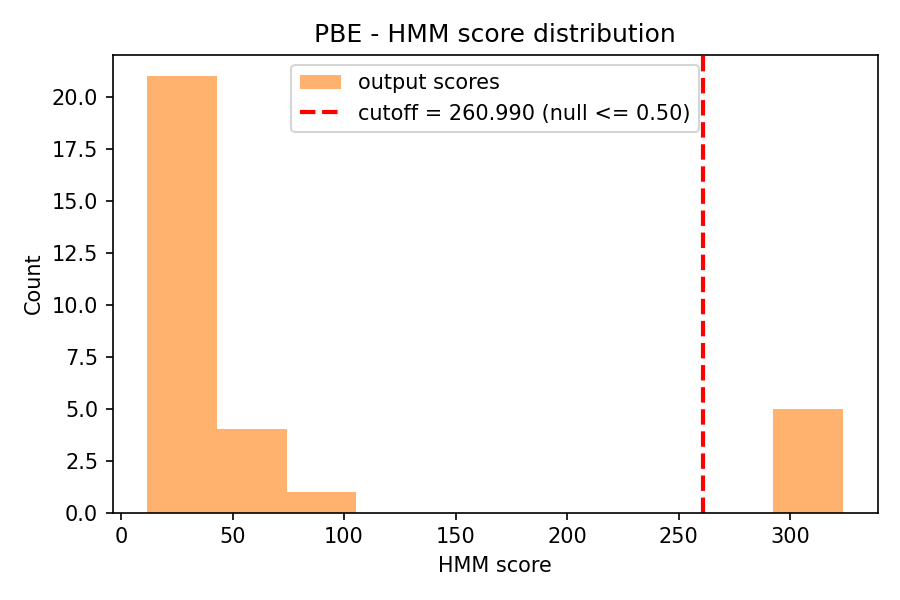 PBE - HMM score distribution
output scores
cutoff = 260.990 (null <= 0.50)
Count
20.0
17.5
15.0
12.5
10.0
7.5
5.0
2.5
0.0
0 50 100 150 200 250 300
HMM score